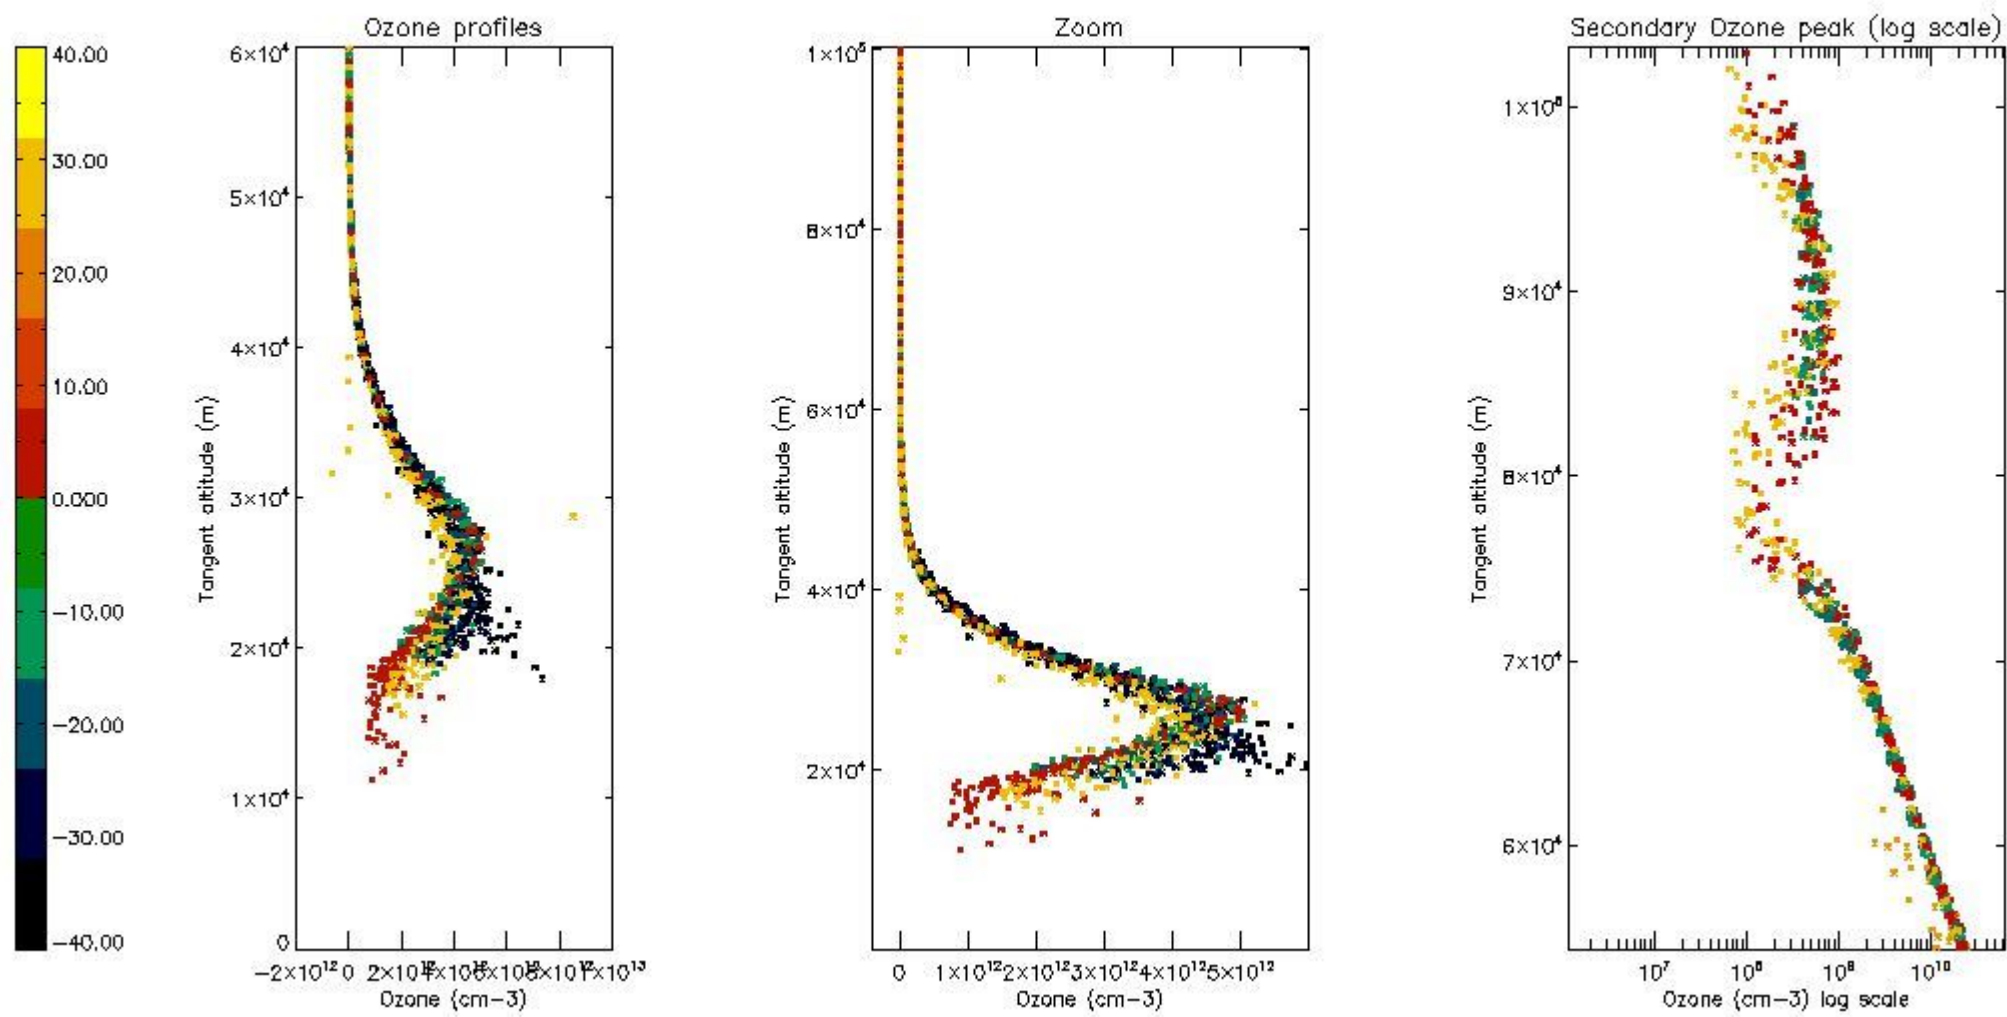 Ozone profiles
Zoom
Secondary Ozone peak (log scale)
40.00
30.00
20.00
10.00
0.000
−10.00
−20.00
−30.00
−40.00
Tangent altitude (m)
6×10⁴
5×10⁴
4×10⁴
3×10⁴
2×10⁴
1×10⁴
0
−2×10¹² 0
Ozone (cm−3)
Tangent altitude (m)
1×10⁵
8×10⁴
6×10⁴
4×10⁴
2×10⁴
0 1×10¹² 2×10¹² 3×10¹² 4×10¹² 5×10¹²
Ozone (cm−3)
Tangent altitude (m)
1×10⁵
9×10⁴
8×10⁴
7×10⁴
6×10⁴
10⁷ 10⁸ 10⁹ 10¹⁰
Ozone (cm−3) log scale